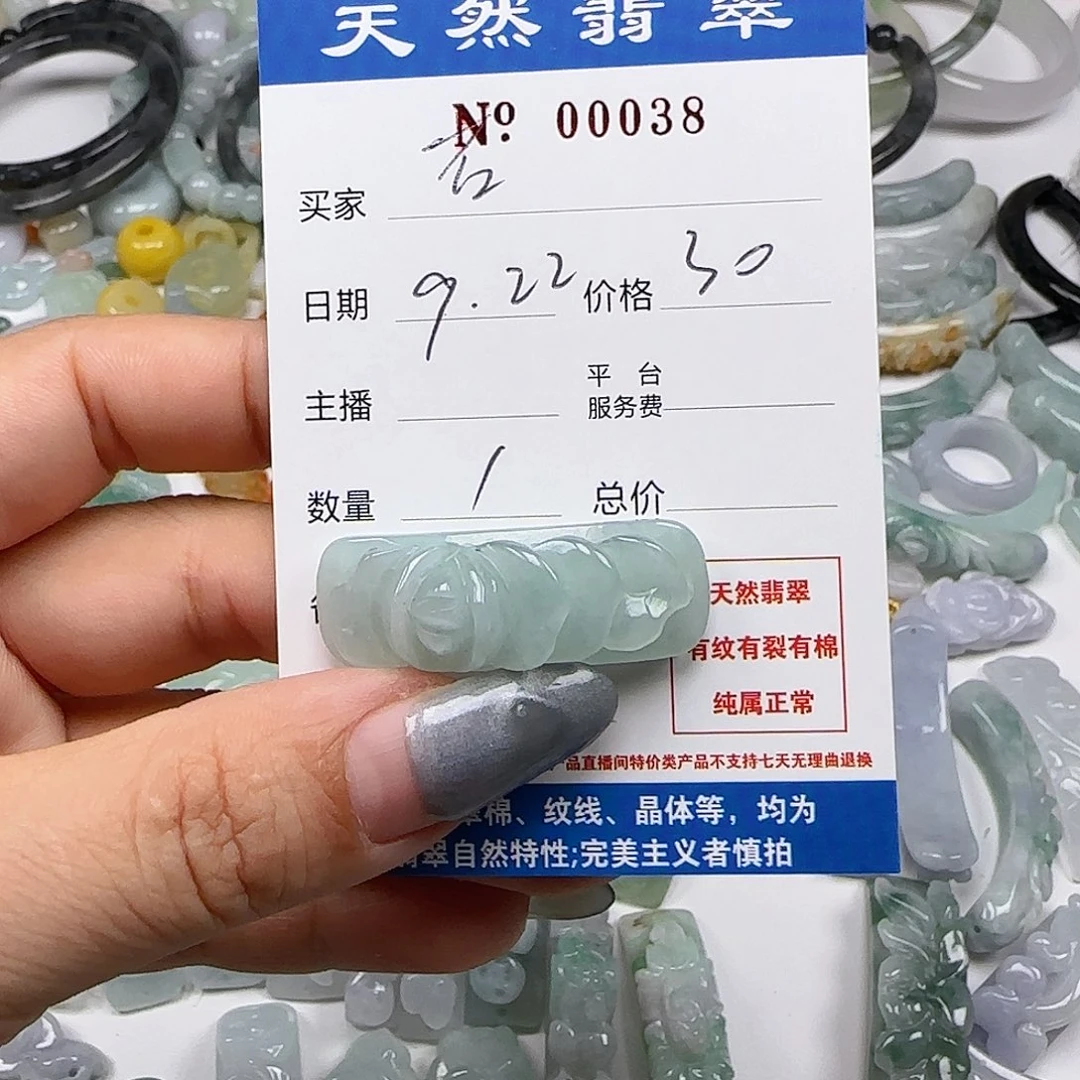 天然翡翠
Nº 00038
买家
日期 9.22 价格 30
主播 平台服务费
数量 1 总价
天然翡翠
有纹有裂有棉
纯属正常
品直播间特价类产品不支持七天无理由退换
棉、纹线、晶体等，均为
翠自然特性;完美主义者慎拍